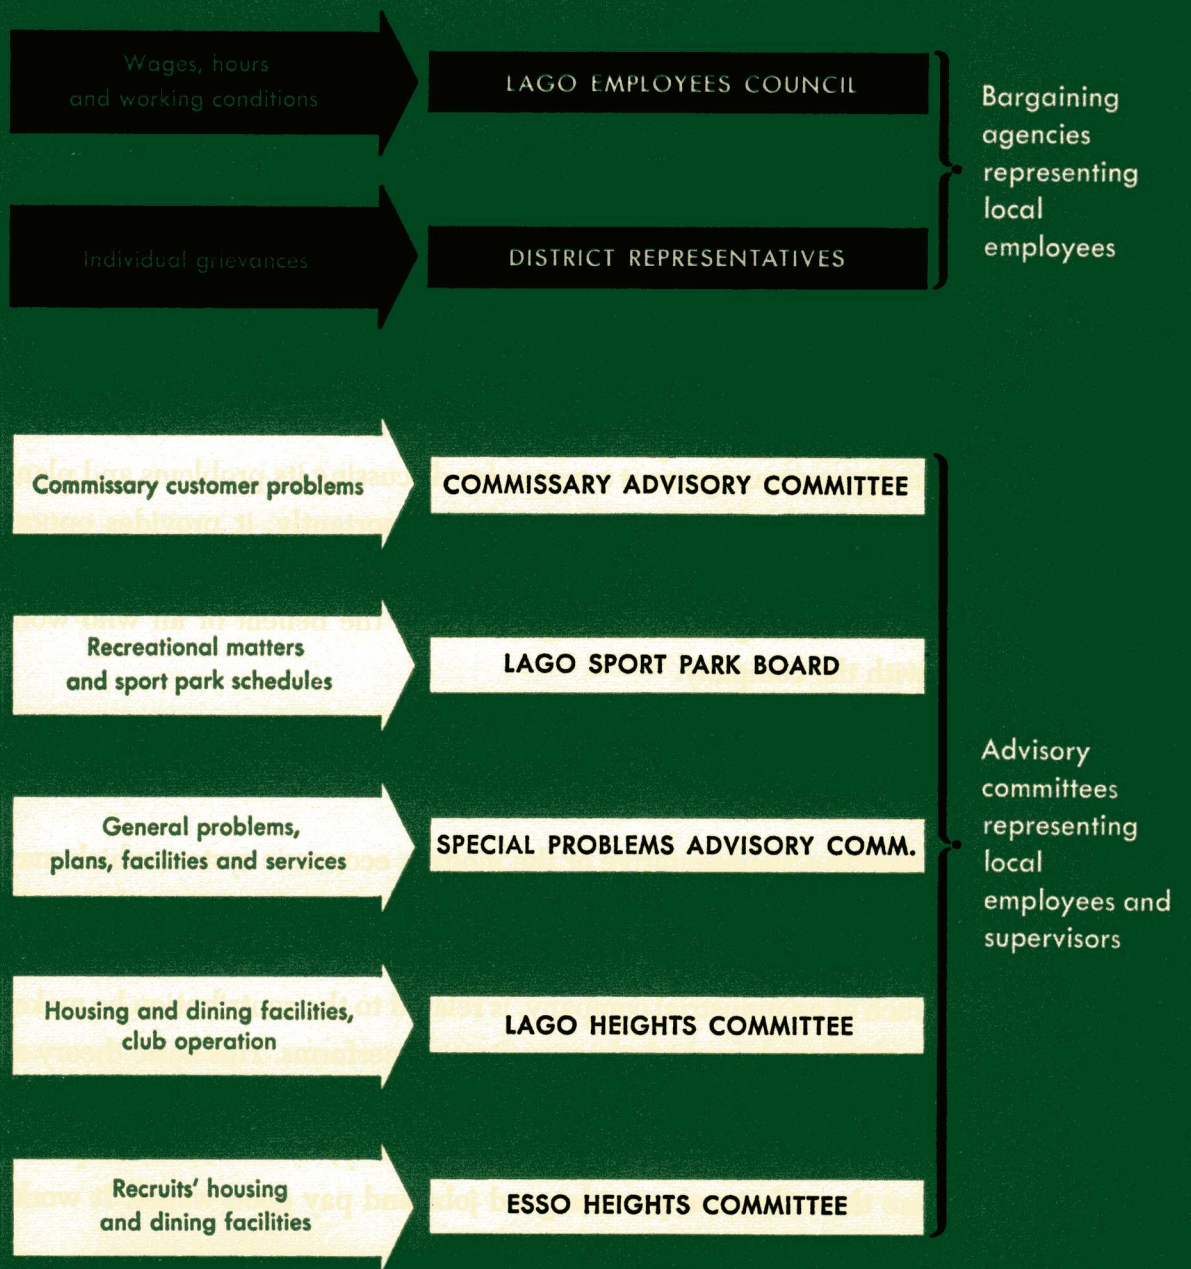 Wages, hours
and working conditions
LAGO EMPLOYEES COUNCIL
Individual grievances
DISTRICT REPRESENTATIVES
Bargaining
agencies
representing
local
employees
Commissary customer problems
COMMISSARY ADVISORY COMMITTEE
Recreational matters
and sport park schedules
LAGO SPORT PARK BOARD
General problems,
plans, facilities and services
SPECIAL PROBLEMS ADVISORY COMM.
Housing and dining facilities,
club operation
LAGO HEIGHTS COMMITTEE
Recruits' housing
and dining facilities
ESSO HEIGHTS COMMITTEE
Advisory
committees
representing
local
employees and
supervisors